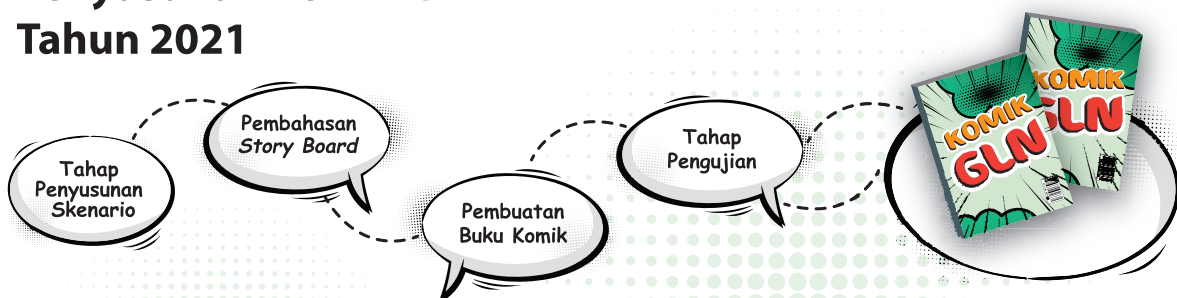 Tahun 2021
Tahap
Penyusunan
Skenario
Pembahasan
Story Board
Pembuatan
Buku Komik
Tahap
Pengujian
KOMIK
GLN
KOMIK
GLN